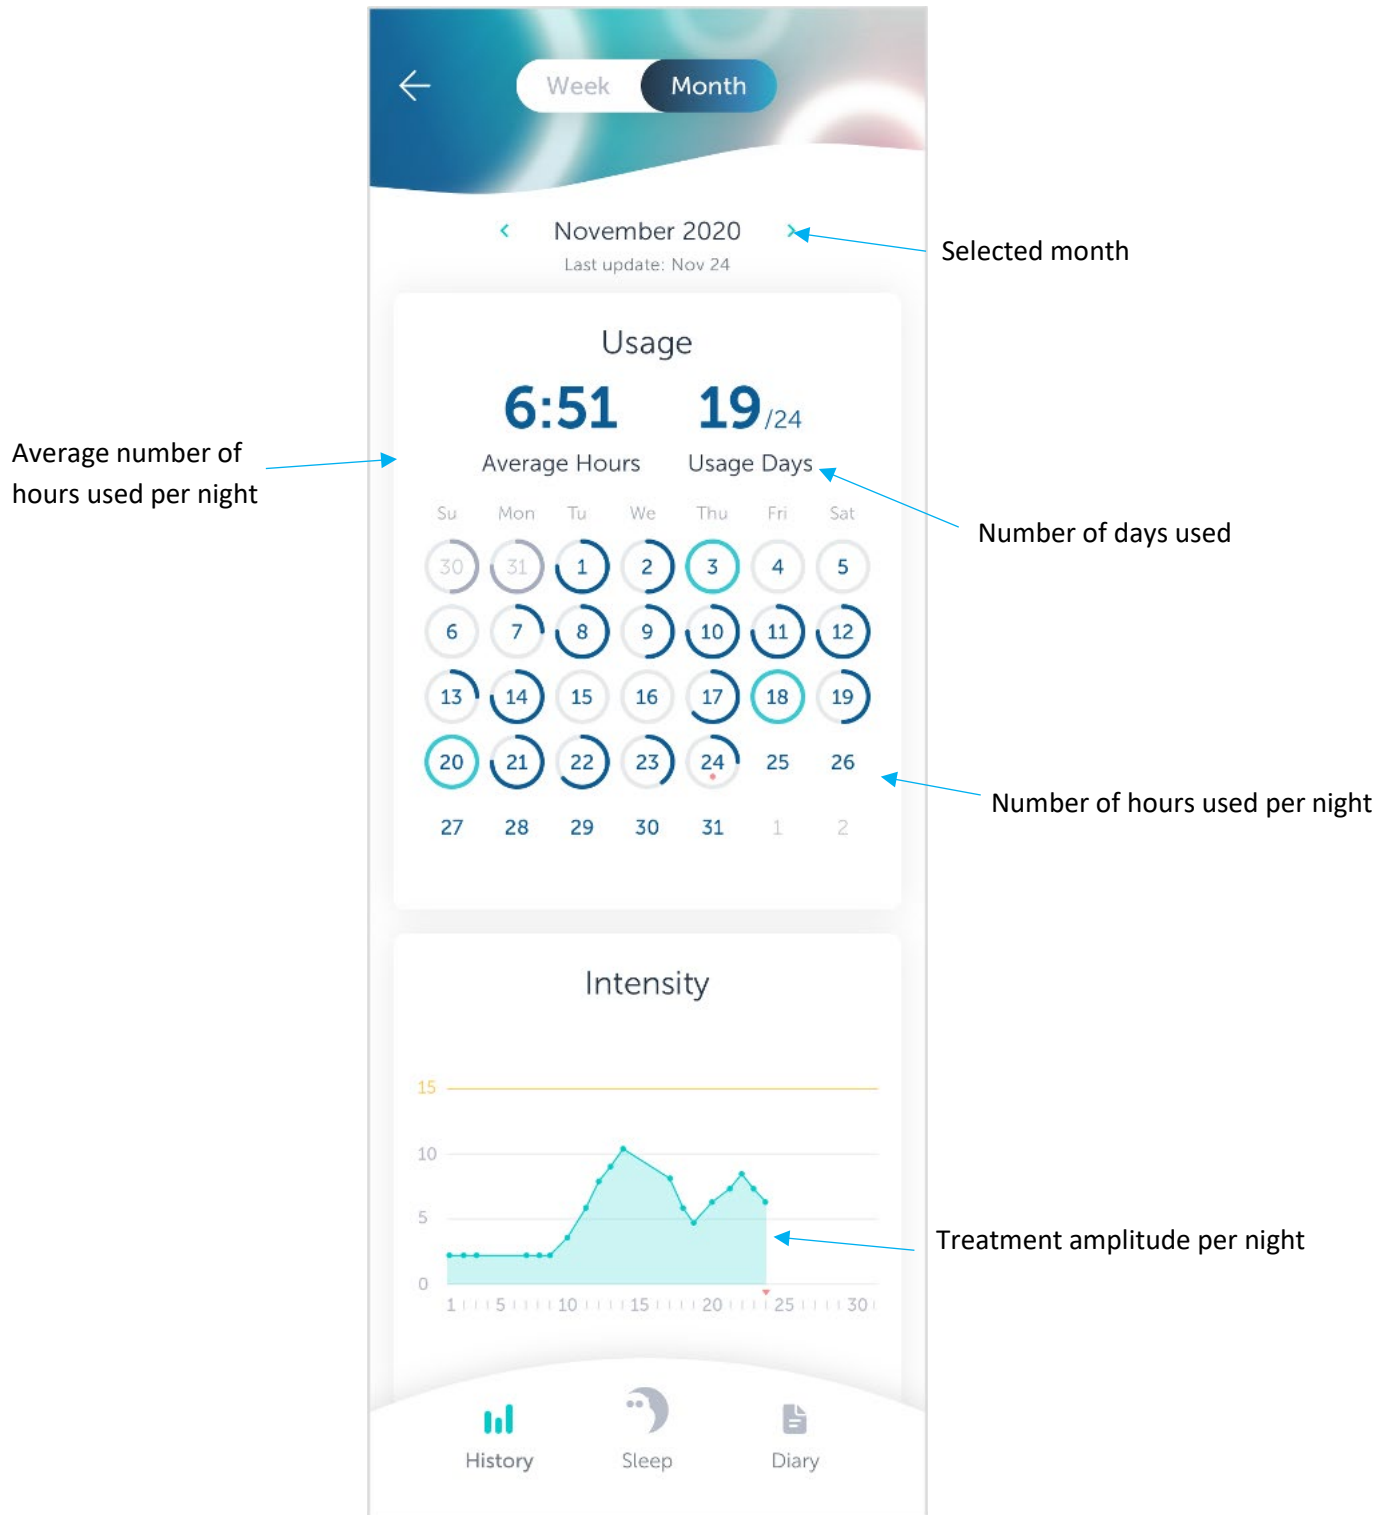 Week Month
November 2020
Last update: Nov 24
Selected month
Usage
6:51 19/24
Average Hours Usage Days
Average number of
hours used per night
Number of days used
Su Mon Tu We Thu Fri Sat
30 31 1 2 3 4 5
6 7 8 9 10 11 12
13 14 15 16 17 18 19
20 21 22 23 24 25 26
Number of hours used per night
27 28 29 30 31 1 2
Intensity
15
10
5
Treatment amplitude per night
0
1 5 10 15 20 25 30
History Sleep Diary